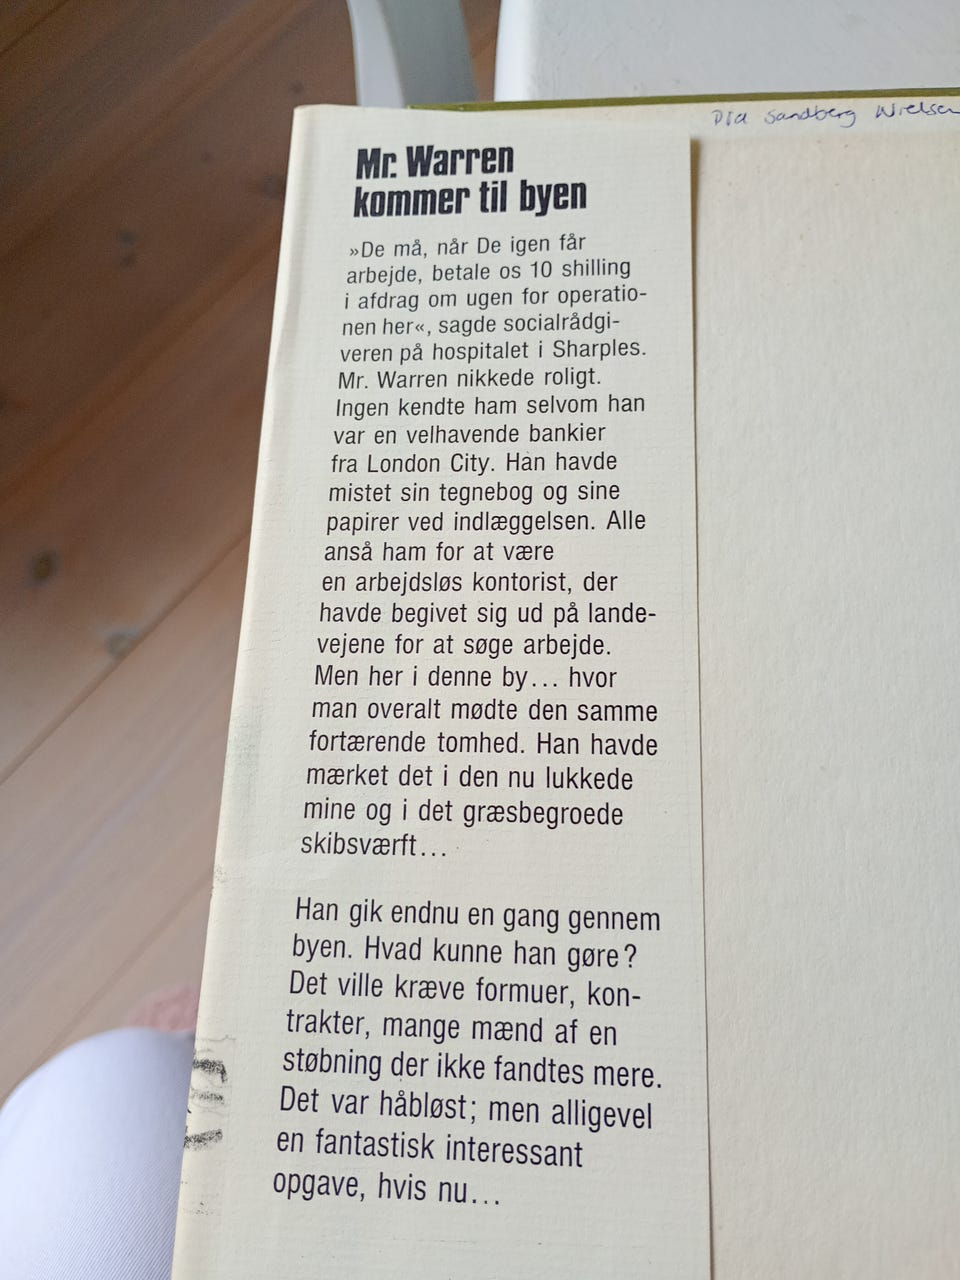 Pia Sandberg Nielsen
Mr. Warren
kommer til byen
»De må, når De igen får
arbejde, betale os 10 shilling
i afdrag om ugen for operatio-
nen her«, sagde socialrådgi-
veren på hospitalet i Sharples.
Mr. Warren nikkede roligt.
Ingen kendte ham selvom han
var en velhavende bankier
fra London City. Han havde
mistet sin tegnebog og sine
papirer ved indlæggelsen. Alle
anså ham for at være
en arbejdsløs kontorist, der
havde begivet sig ud på lande-
vejene for at søge arbejde.
Men her i denne by... hvor
man overalt mødte den samme
fortærende tomhed. Han havde
mærket det i den nu lukkede
mine og i det græsbegroede
skibsværft...
Han gik endnu en gang gennem
byen. Hvad kunne han gøre?
Det ville kræve formuer, kon-
trakter, mange mænd af en
støbning der ikke fandtes mere.
Det var håbløst; men alligevel
en fantastisk interessant
opgave, hvis nu...